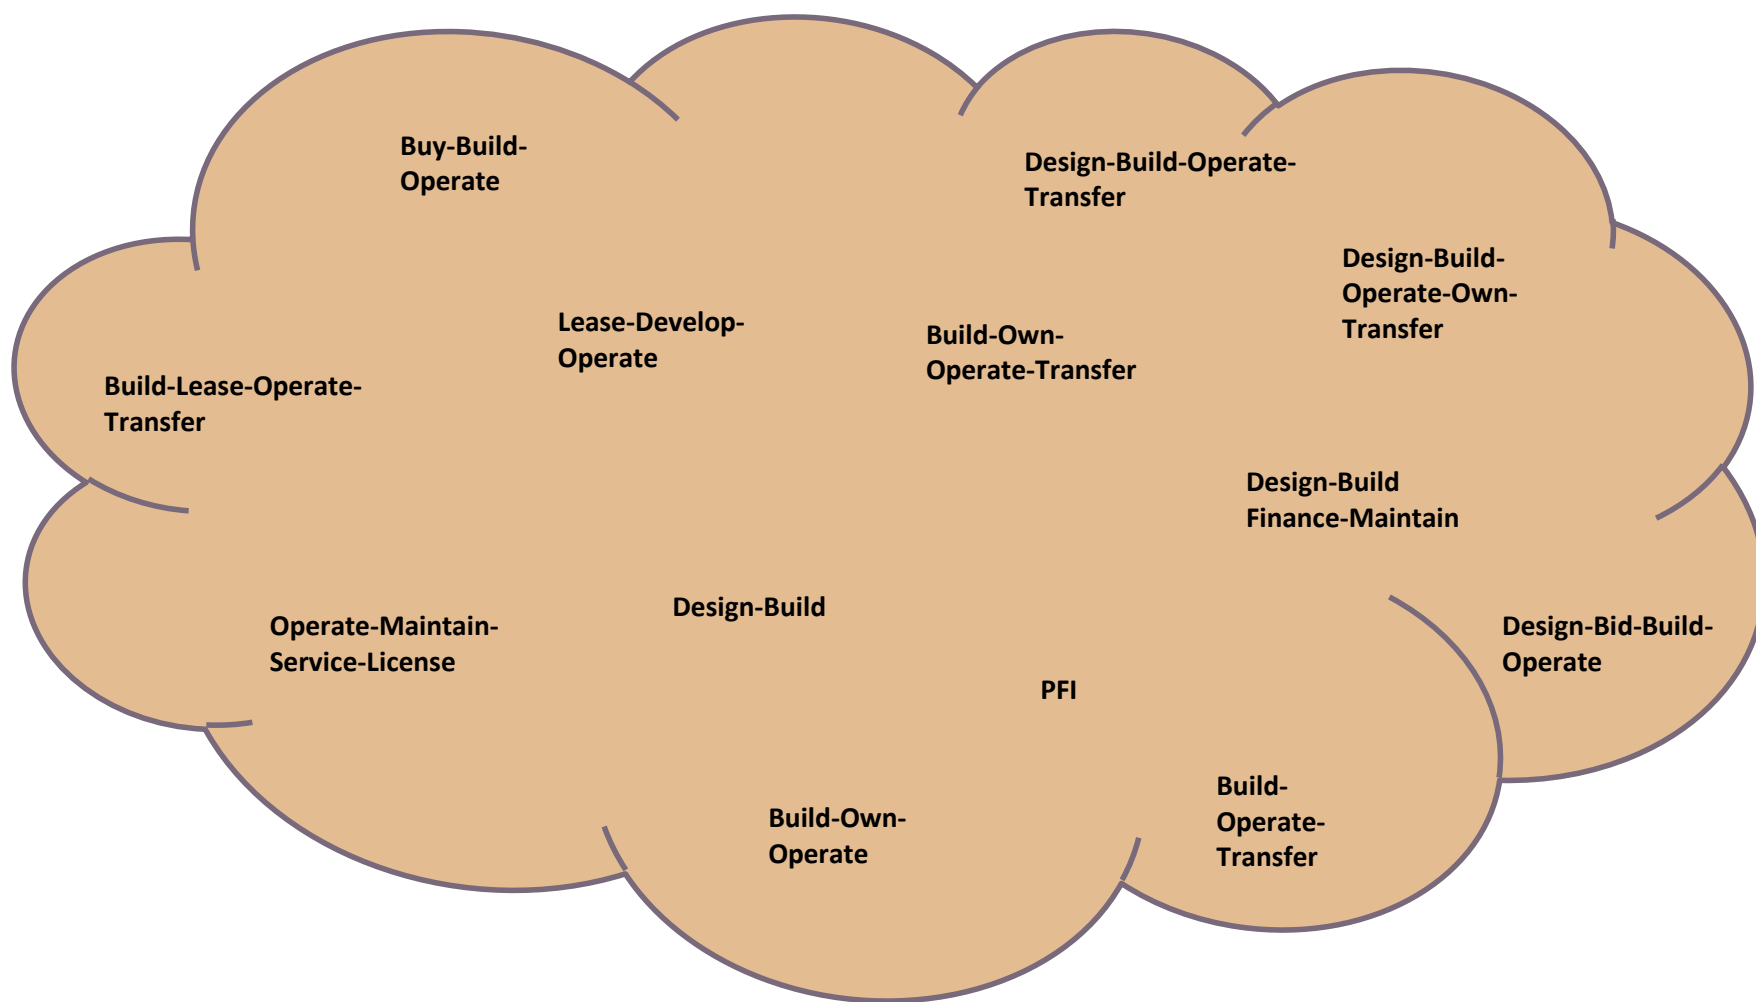 Buy-Build-
Operate
Design-Build-Operate-
Transfer
Design-Build-
Operate-Own-
Transfer
Lease-Develop-
Operate
Build-Own-
Operate-Transfer
Build-Lease-Operate-
Transfer
Design-Build
Finance-Maintain
Design-Build
Operate-Maintain-
Service-License
Design-Bid-Build-
Operate
PFI
Build-Own-
Operate
Build-
Operate-
Transfer